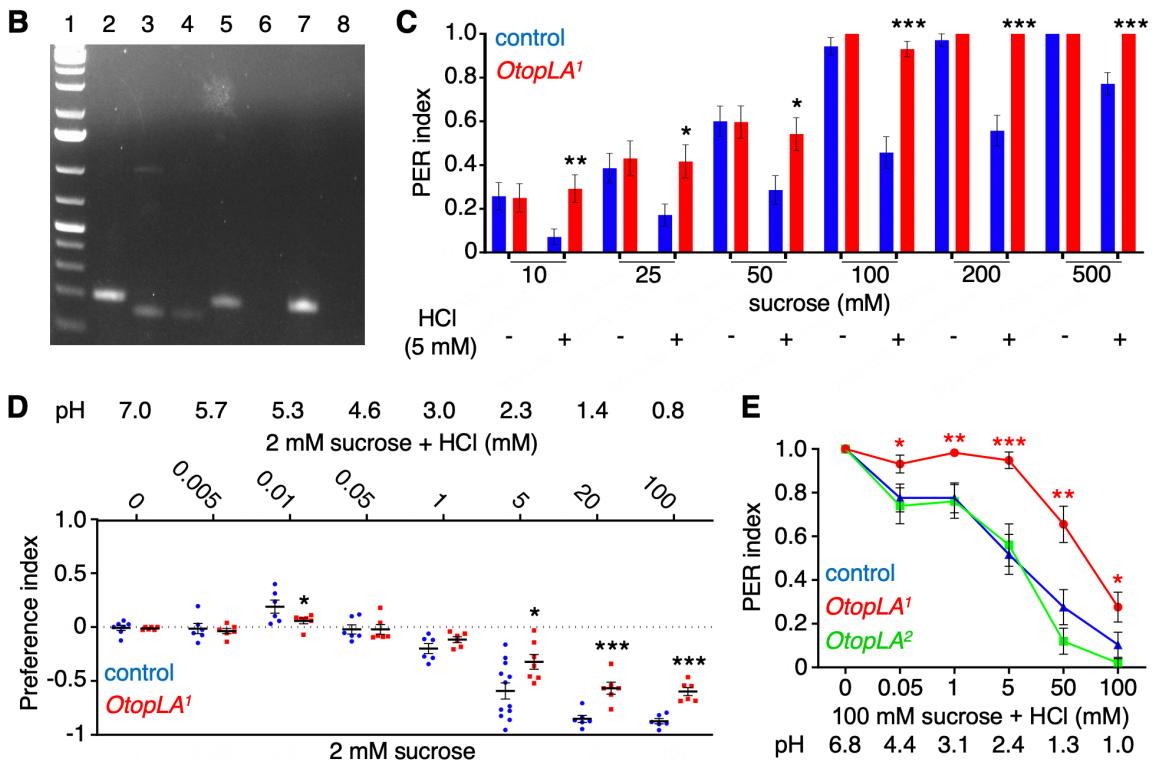 B
1 2 3 4 5 6 7 8
C
control
OtopLA1
PER index
1.0
0.8
0.6
0.4
0.2
0
** * * *** *** ***
10 25 50 100 200 500
sucrose (mM)
HCl
(5 mM)
- + - + - + - + - + - +
D
pH 7.0 5.7 5.3 4.6 3.0 2.3 1.4 0.8
2 mM sucrose + HCl (mM)
0 0.005 0.01 0.05 1 5 20 100
Preference index
1.0
0.5
0
-0.5
-1
* * *** ***
control
OtopLA1
2 mM sucrose
E
PER index
1.0
0.8
0.6
0.4
0.2
0
* ** *** ** *
control
OtopLA1
OtopLA2
0 0.05 1 5 50 100
100 mM sucrose + HCl (mM)
pH 6.8 4.4 3.1 2.4 1.3 1.0